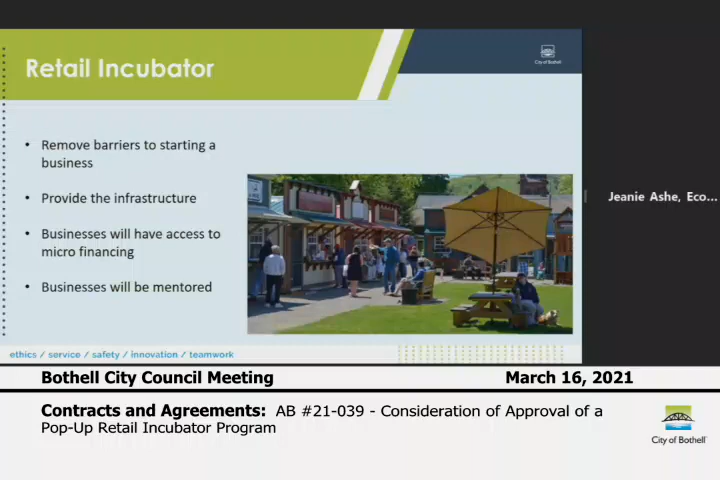 Retail Incubator
City of Bothell
• Remove barriers to starting a
business
• Provide the infrastructure
• Businesses will have access to
micro financing
• Businesses will be mentored
Jeanie Ashe, Eco...
ethics / service / safety / innovation / teamwork
Bothell City Council Meeting
March 16, 2021
Contracts and Agreements: AB #21-039 - Consideration of Approval of a
Pop-Up Retail Incubator Program
City of Bothell